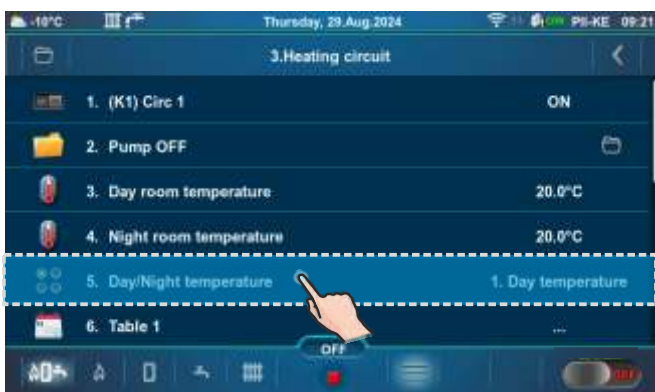 -10°C Thursday, 29.Aug.2024 ON PII-KE 09:21
3.Heating circuit
1. (K1) Circ 1 ON
2. Pump OFF
3. Day room temperature 20.0°C
4. Night room temperature 20.0°C
5. Day/Night temperature 1. Day temperature
6. Table 1 ...
OFF
OFF